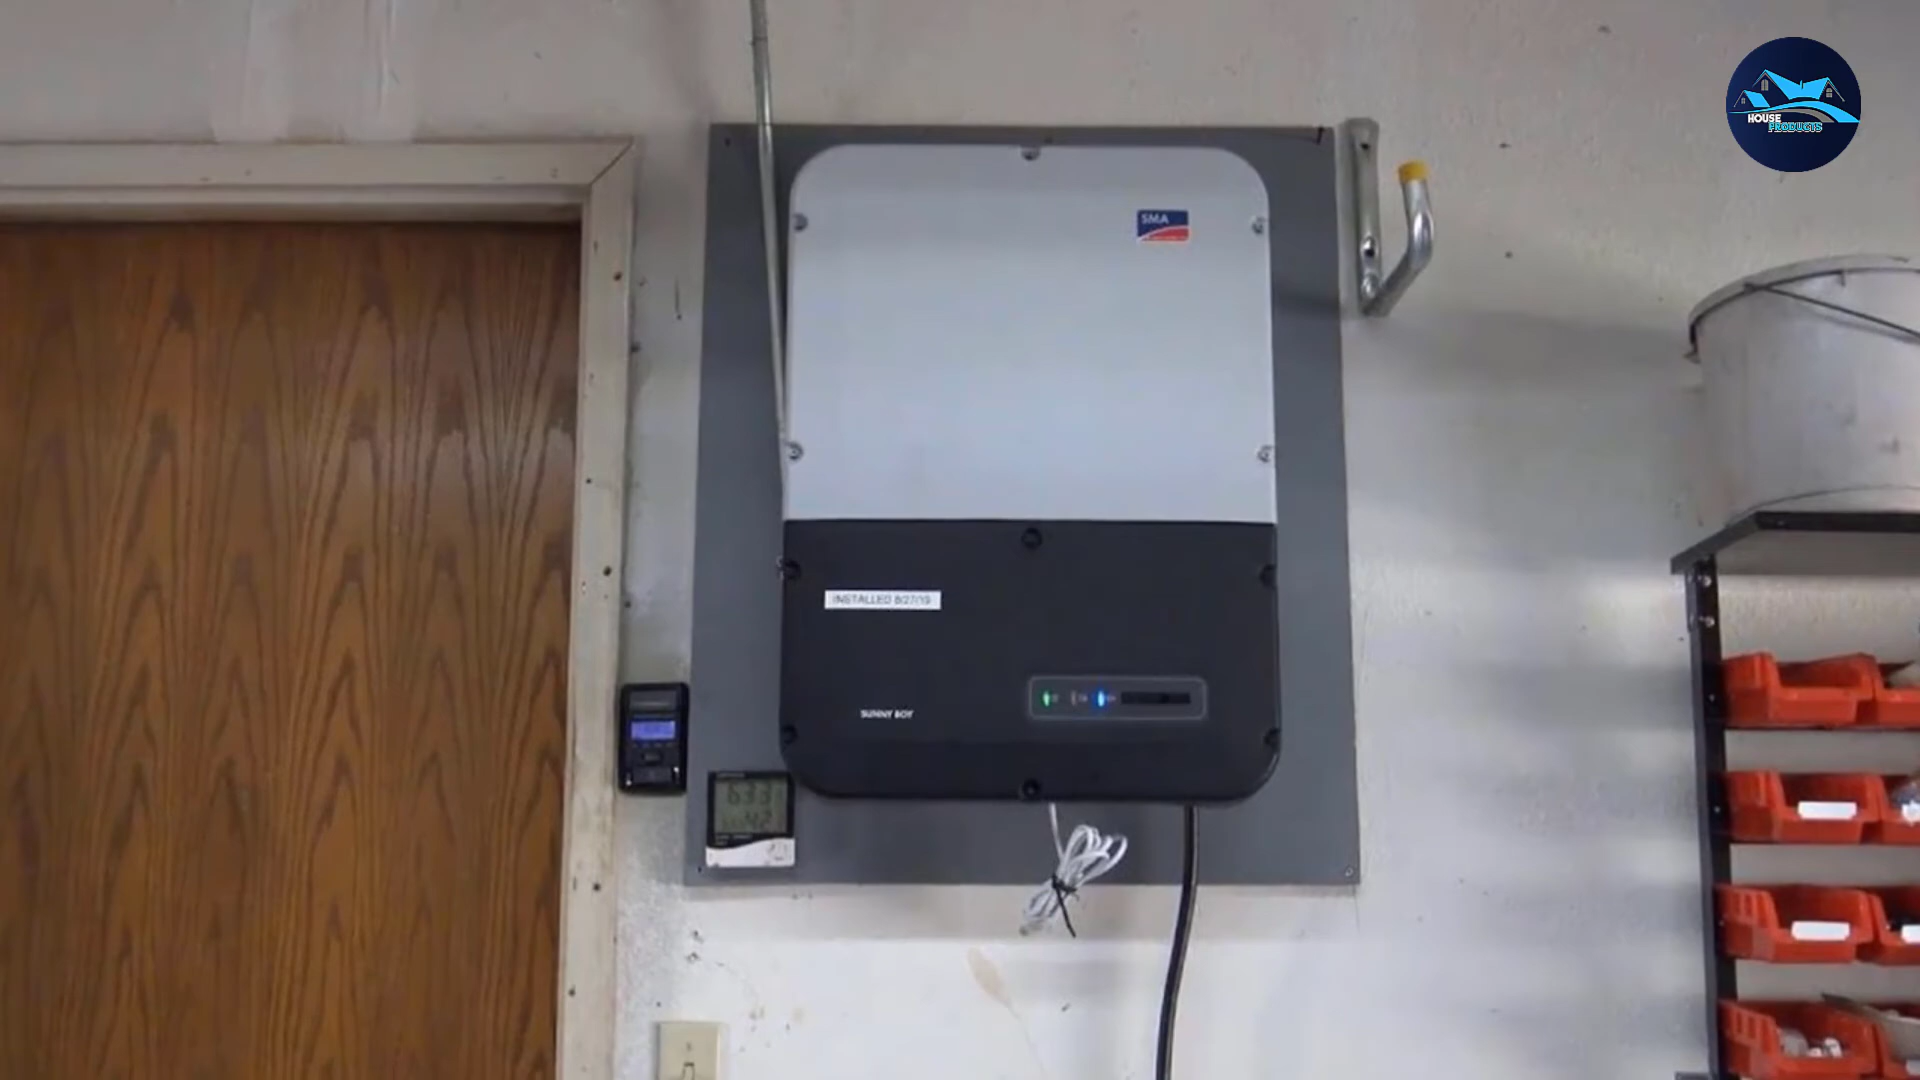 HOUSE
PRODUCTS
SMA
INSTALLED 8/27/19
SUNNY BOY